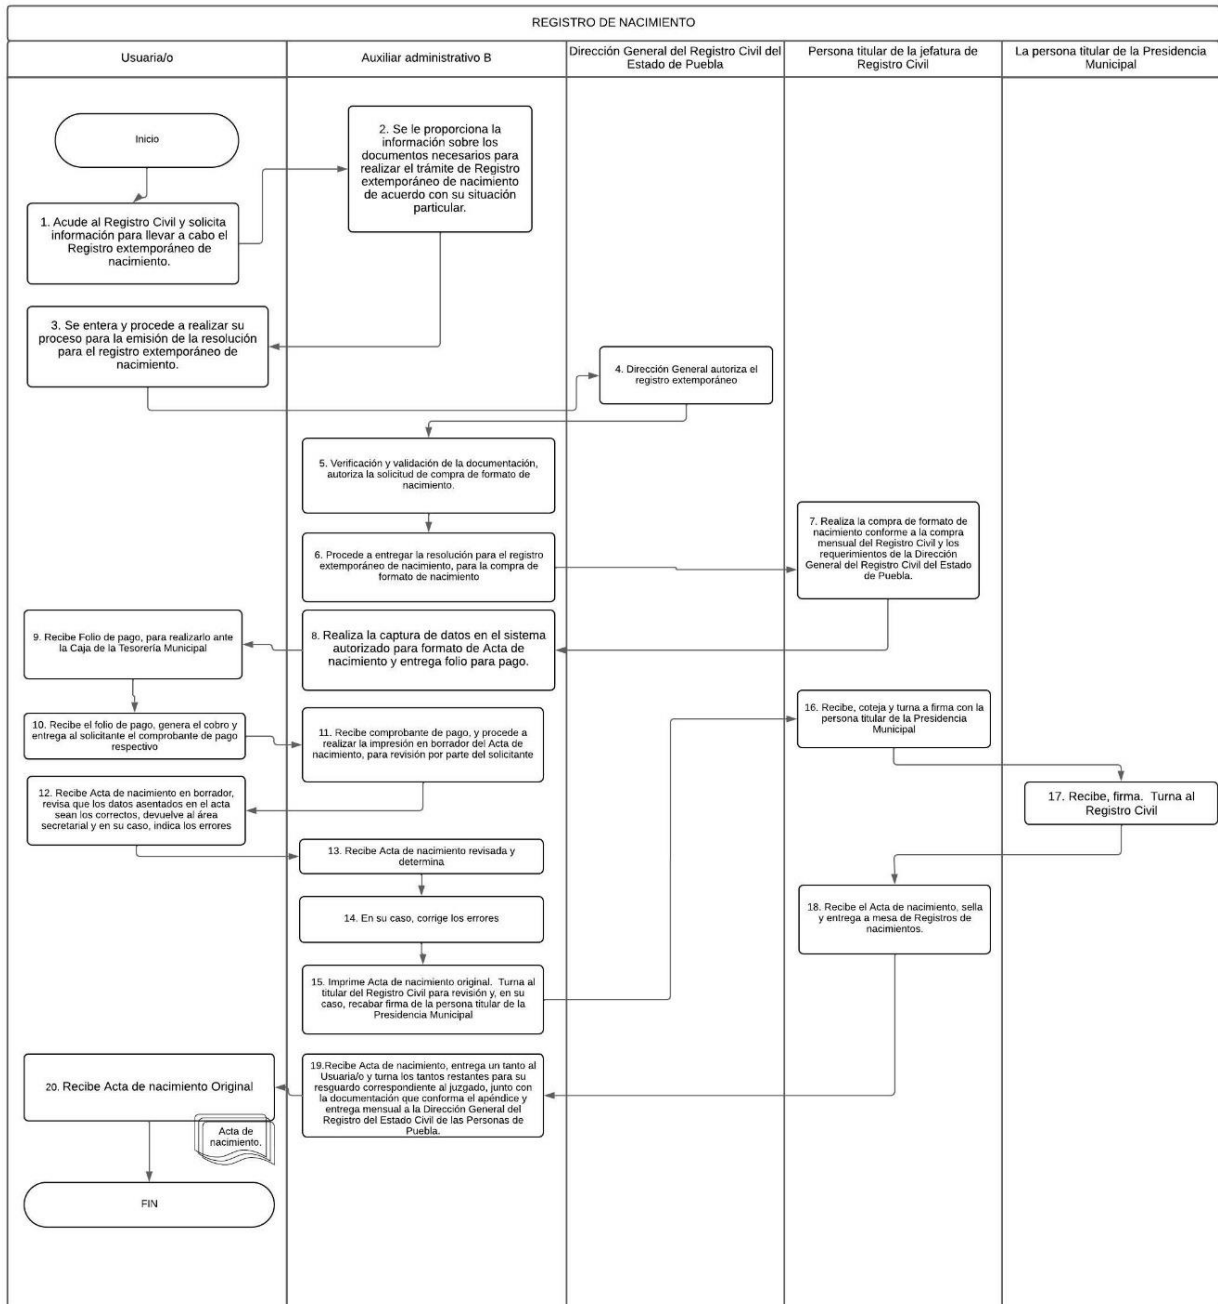 REGISTRO DE NACIMIENTO
Usuaria/o
Auxiliar administrativo B
Dirección General del Registro Civil del
Estado de Puebla
Persona titular de la jefatura de
Registro Civil
La persona titular de la Presidencia
Municipal
Inicio
1. Acude al Registro Civil y solicita
información para llevar a cabo el
Registro extemporáneo de
nacimiento.
2. Se le proporciona la
información sobre los
documentos necesarios para
realizar el trámite de Registro
extemporáneo de nacimiento
de acuerdo con su situación
particular.
3. Se entera y procede a realizar su
proceso para la emisión de la resolución
para el registro extemporáneo de
nacimiento.
4. Dirección General autoriza el
registro extemporáneo
5. Verificación y validación de la documentación,
autoriza la solicitud de compra de formato de
nacimiento.
6. Procede a entregar la resolución para el registro
extemporáneo de nacimiento, para la compra de
formato de nacimiento
7. Realiza la compra de formato de
nacimiento conforme a la compra
mensual del Registro Civil y los
requerimientos de la Dirección
General del Registro Civil del Estado
de Puebla.
8. Realiza la captura de datos en el sistema
autorizado para formato de Acta de
nacimiento y entrega folio para pago.
9. Recibe Folio de pago, para realizarlo ante
la Caja de la Tesorería Municipal
10. Recibe el folio de pago, genera el cobro y
entrega al solicitante el comprobante de pago
respectivo
11. Recibe comprobante de pago, y procede a
realizar la impresión en borrador del Acta de
nacimiento, para revisión por parte del solicitante
12. Recibe Acta de nacimiento en borrador,
revisa que los datos asentados en el acta
sean los correctos, devuelve al área
secretarial y en su caso, indica los errores
13. Recibe Acta de nacimiento revisada y
determina
14. En su caso, corrige los errores
15. Imprime Acta de nacimiento original. Turna al
titular del Registro Civil para revisión y, en su
caso, recabar firma de la persona titular de la
Presidencia Municipal
16. Recibe, coteja y turna a firma con la
persona titular de la Presidencia
Municipal
17. Recibe, firma. Turna al
Registro Civil
18. Recibe el Acta de nacimiento, sella
y entrega a mesa de Registros de
nacimientos.
19.Recibe Acta de nacimiento, entrega un tanto al
Usuaria/o y turna los tantos restantes para su
resguardo correspondiente al juzgado, junto con
la documentación que conforma el apéndice y
entrega mensual a la Dirección General del
Registro del Estado Civil de las Personas de
Puebla.
20. Recibe Acta de nacimiento Original
Acta de
nacimiento.
FIN